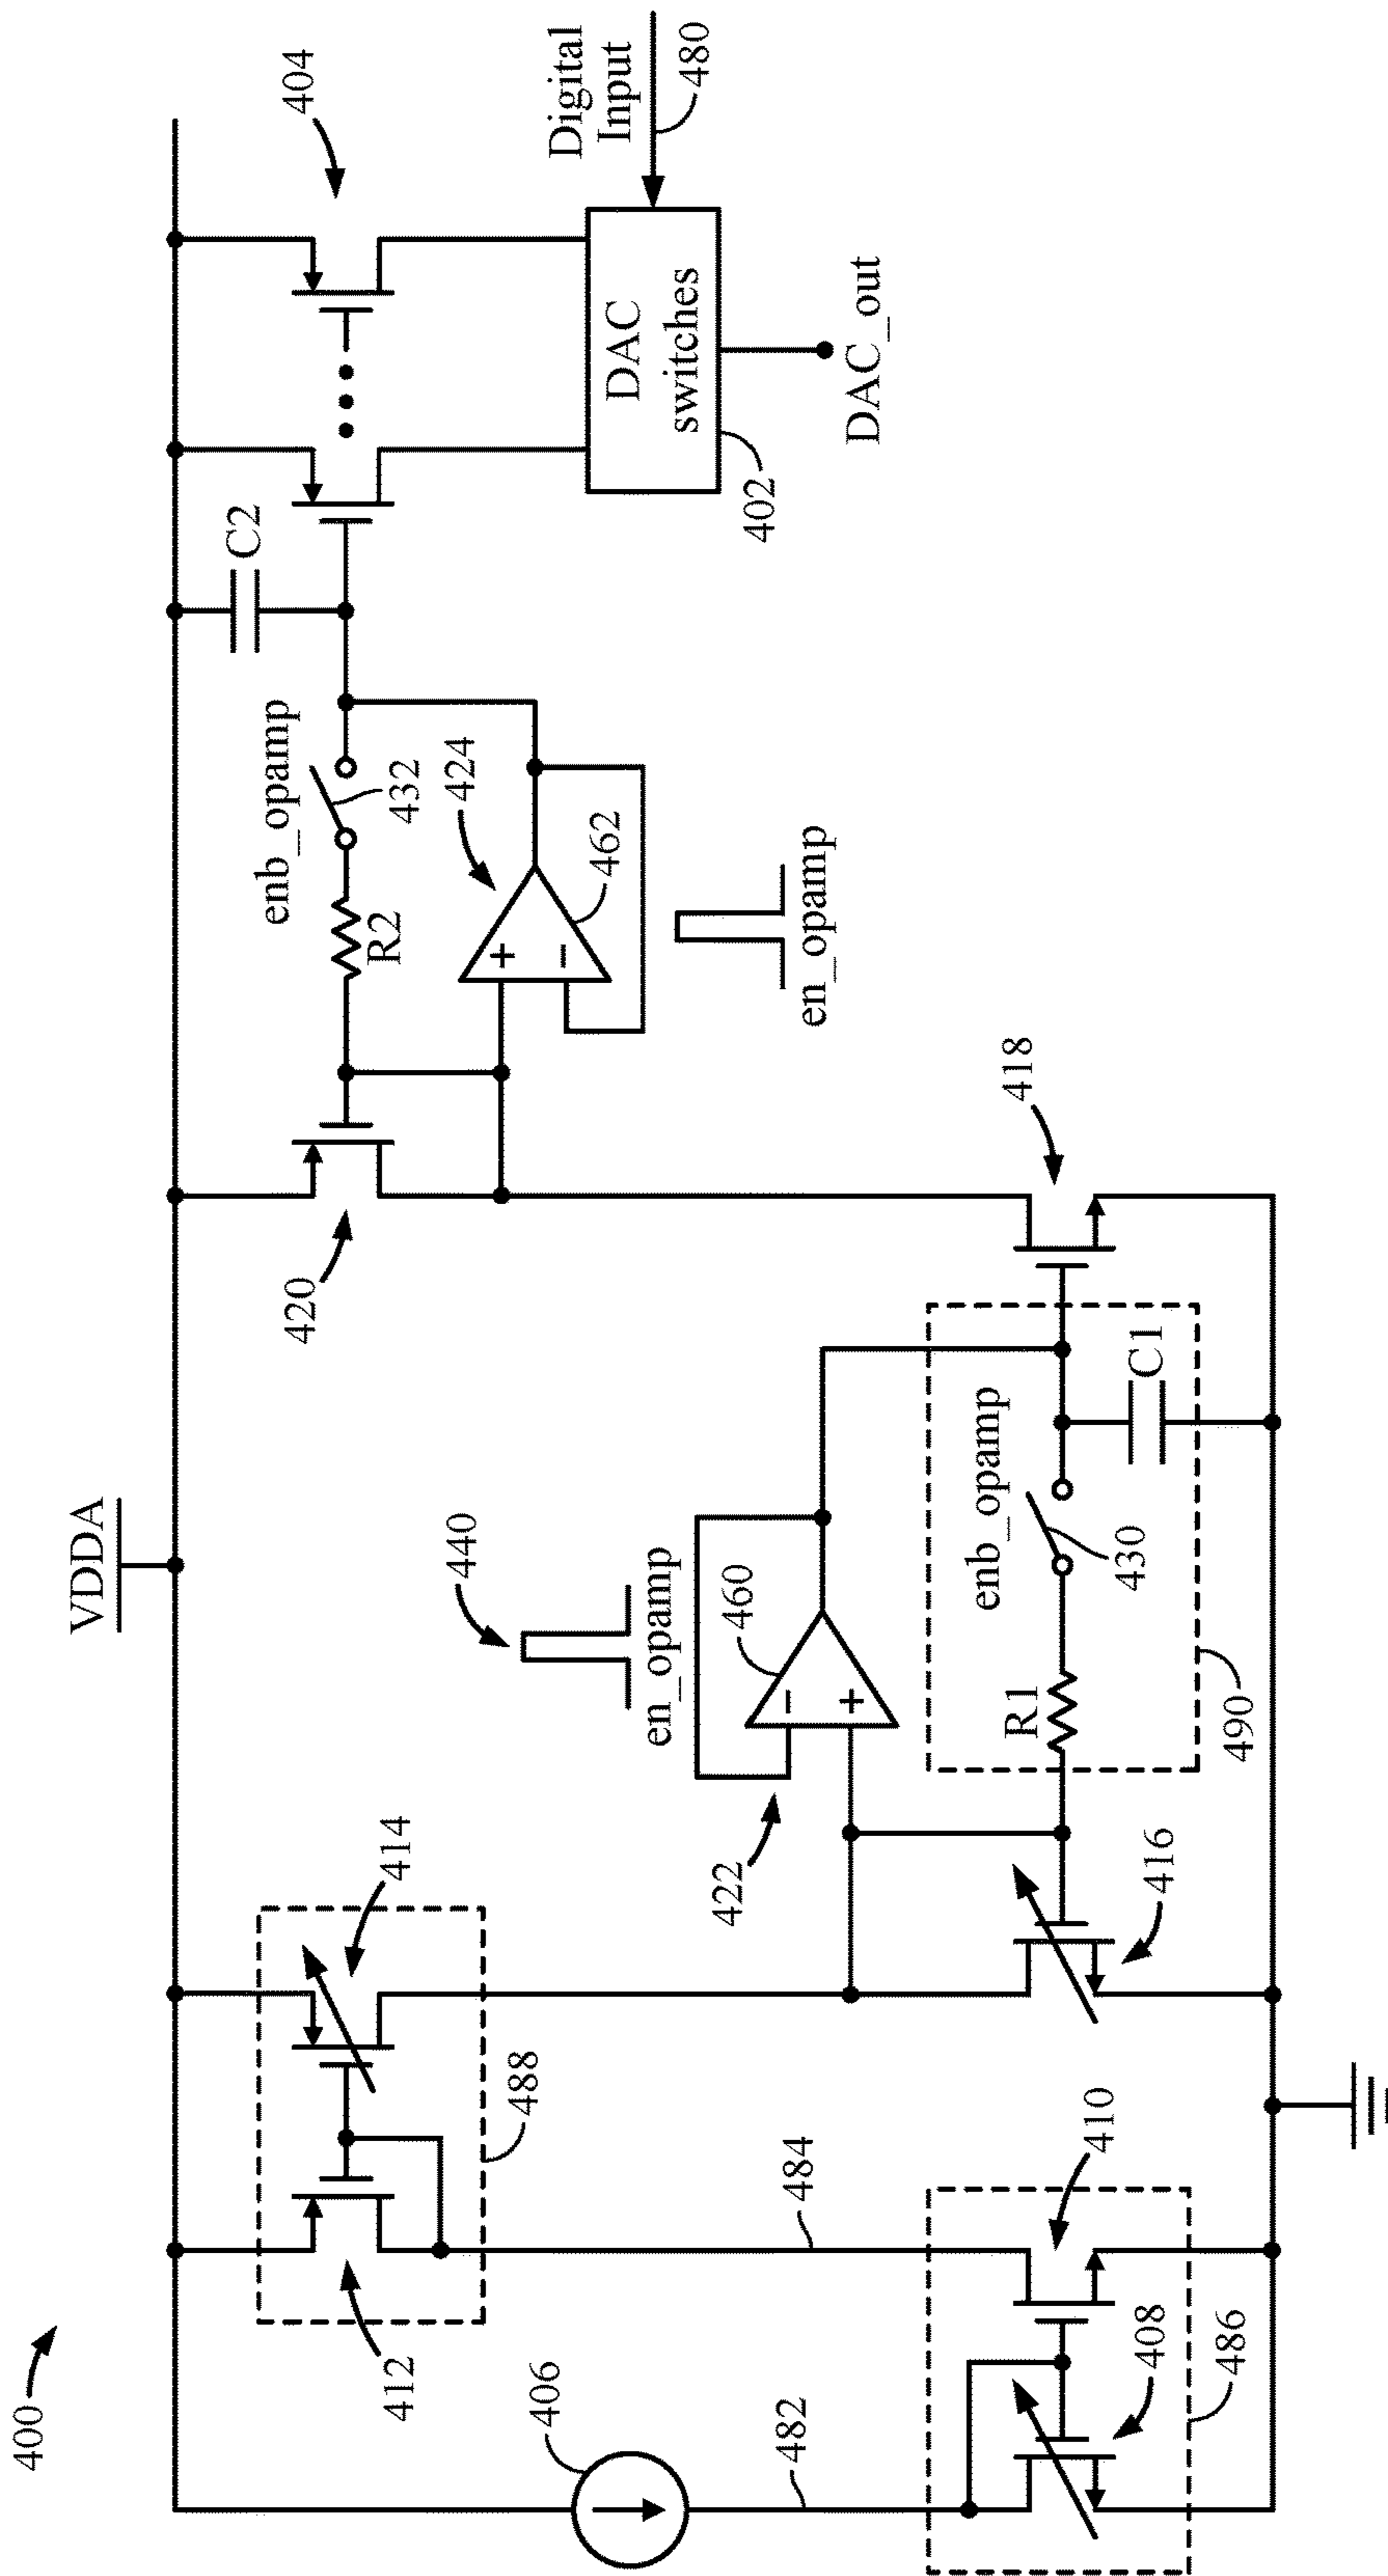 400
VDDA
406
482
412
414
488
484
408
410
486
440
en_opamp
460
−
+
422
416
R1
enb_opamp
430
C1
490
420
418
enb_opamp
R2
432
424
+
−
462
en_opamp
C2
404
Digital
Input
480
DAC
switches
402
DAC_out